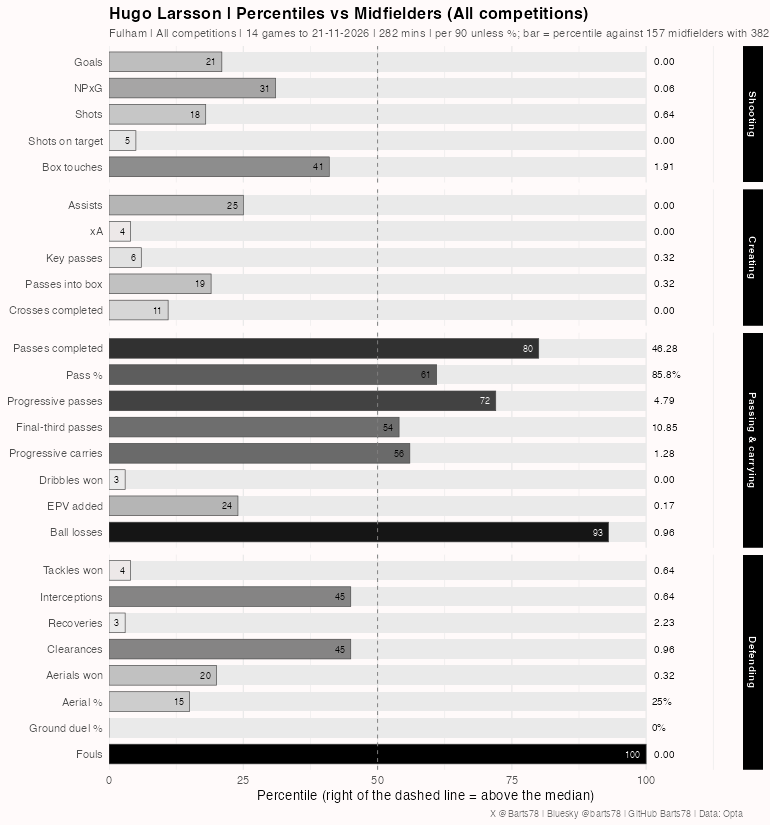 Hugo Larsson | Percentiles vs Midfielders (All competitions)
Fulham | All competitions | 14 games to 21-11-2026 | 282 mins | per 90 unless %; bar = percentile against 157 midfielders with 382
Goals 21 0.00
NPxG 31 0.06
Shots 18 0.64
Shots on target 5 0.00
Box touches 41 1.91
Shooting
Assists 25 0.00
xA 4 0.00
Key passes 6 0.32
Passes into box 19 0.32
Crosses completed 11 0.00
Creating
Passes completed 80 46.28
Pass % 61 85.8%
Progressive passes 72 4.79
Final-third passes 54 10.85
Progressive carries 56 1.28
Dribbles won 3 0.00
EPV added 24 0.17
Ball losses 93 0.96
Passing & carrying
Tackles won 4 0.64
Interceptions 45 0.64
Recoveries 3 2.23
Clearances 45 0.96
Aerials won 20 0.32
Aerial % 15 25%
Ground duel % 0%
Fouls 100 0.00
Defending
0 25 50 75 100
Percentile (right of the dashed line = above the median)
X @Barts78 | Bluesky @barts78 | GitHub Barts78 | Data: Opta